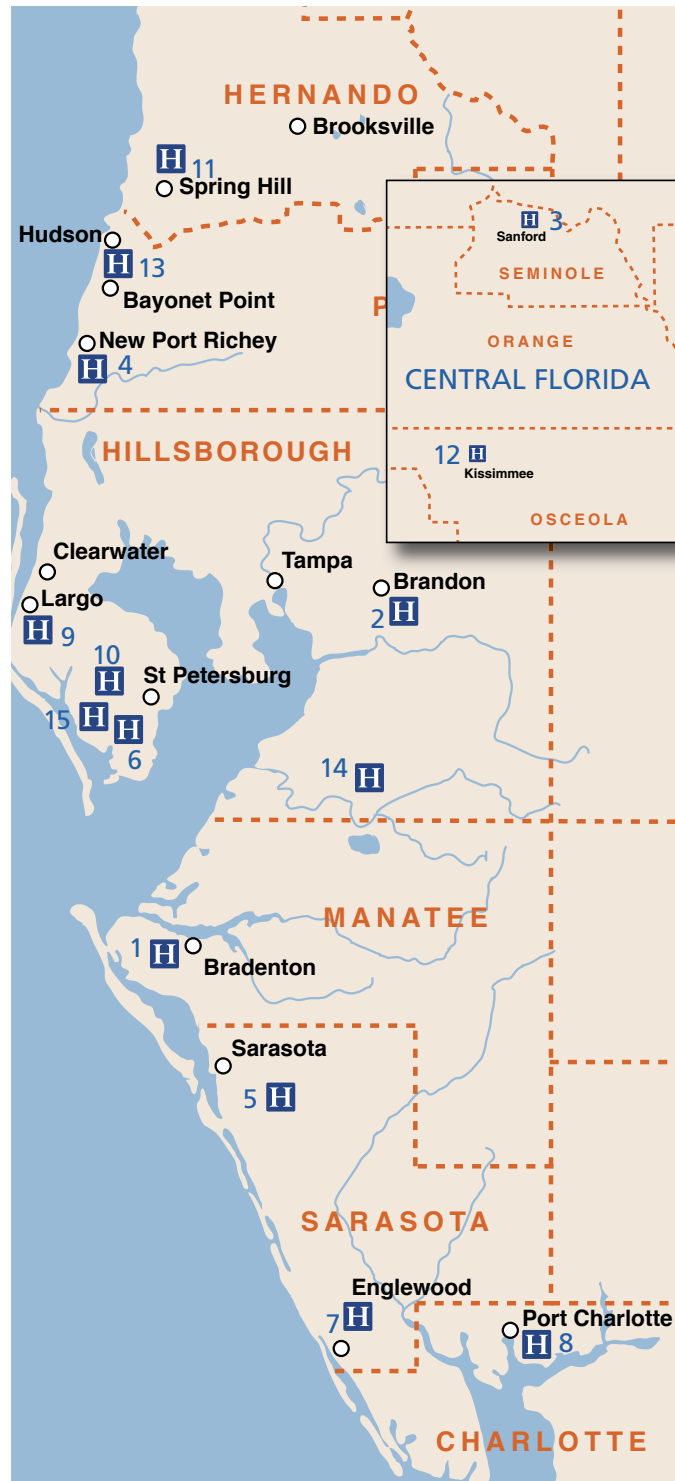 HERNANDO
Brooksville
H
11
Spring Hill
Hudson
H
13
Bayonet Point
P
New Port Richey
H
4
H
3
Sanford
SEMINOLE
ORANGE
CENTRAL FLORIDA
12
H
Kissimmee
OSCEOLA
HILLSBOROUGH
Clearwater
Tampa
Brandon
Largo
2
H
H
9
10
H
St Petersburg
15
H
H
6
14
H
MANATEE
1
H
Bradenton
Sarasota
5
H
SARASOTA
Englewood
7
H
Port Charlotte
H
8
CHARLOTTE